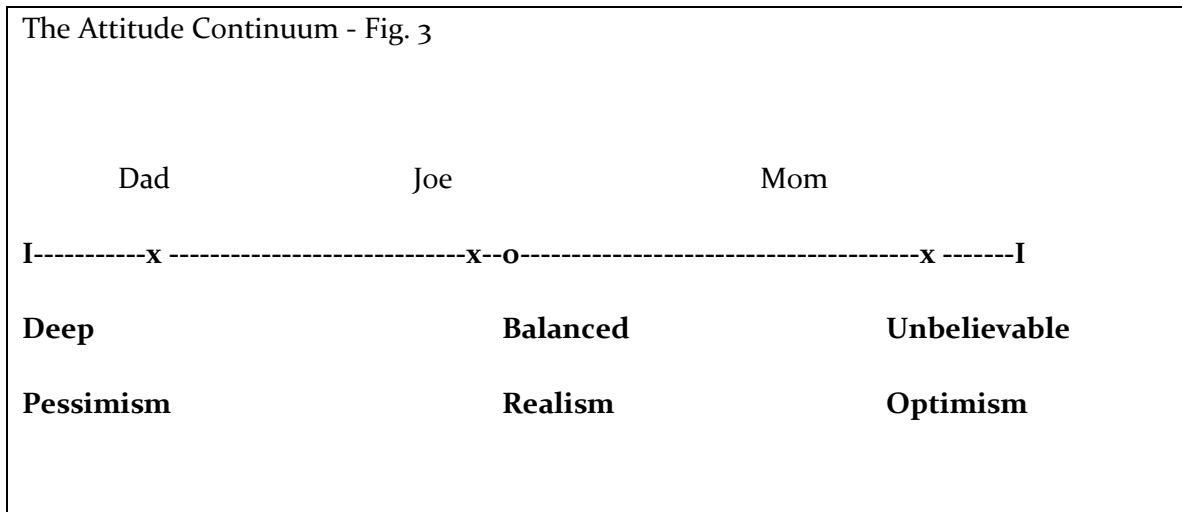 The Attitude Continuum - Fig. 3
Dad Joe Mom
I-----------x -----------------------------x--o---------------------------------------x -------I
Deep Balanced Unbelievable
Pessimism Realism Optimism